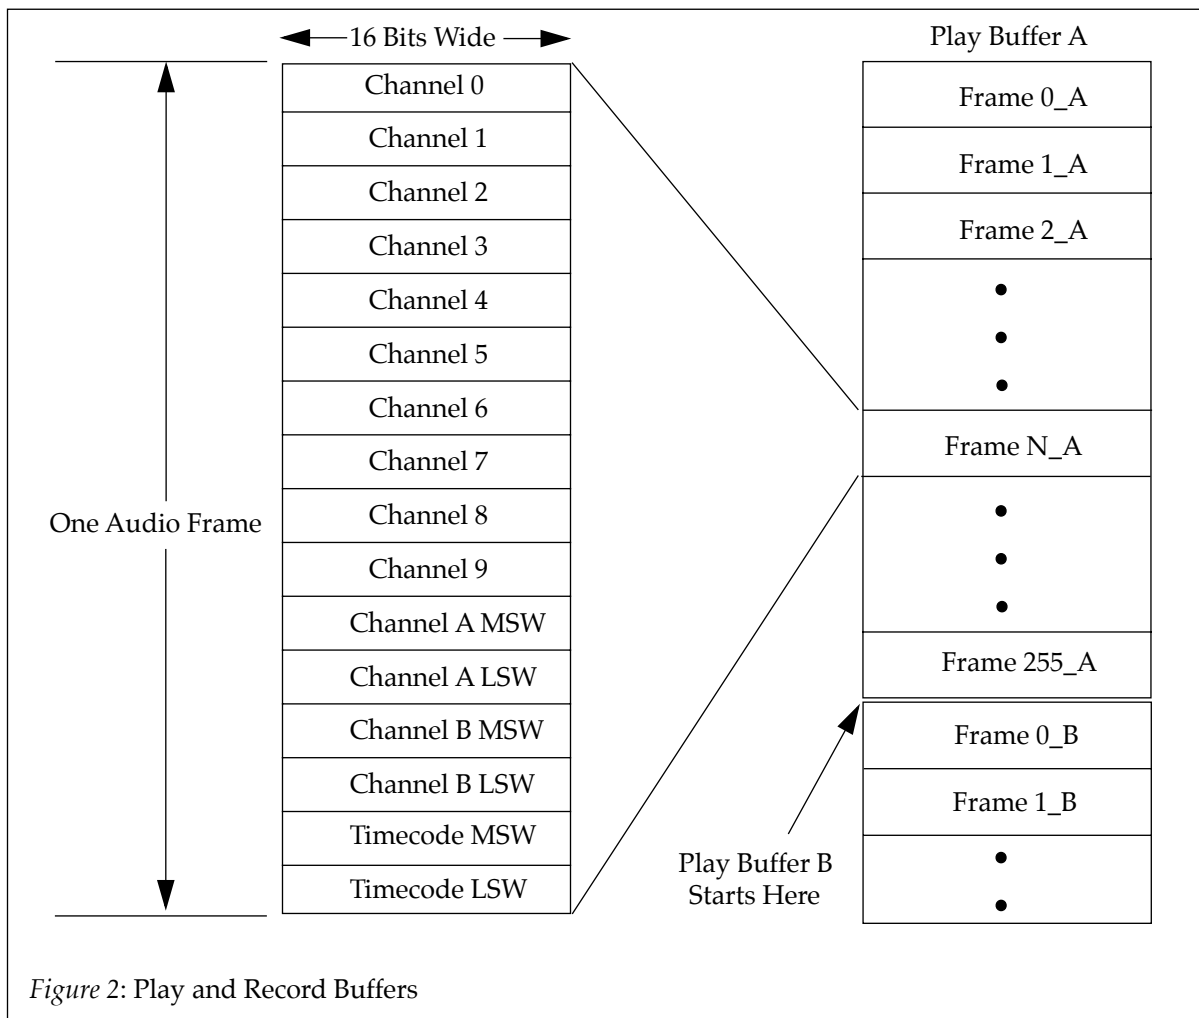 16 Bits Wide
Channel 0
Channel 1
Channel 2
Channel 3
Channel 4
Channel 5
Channel 6
Channel 7
Channel 8
Channel 9
Channel A MSW
Channel A LSW
Channel B MSW
Channel B LSW
Timecode MSW
Timecode LSW
One Audio Frame
Play Buffer A
Frame 0_A
Frame 1_A
Frame 2_A
Frame N_A
Frame 255_A
Frame 0_B
Frame 1_B
Play Buffer B
Starts Here
Figure 2: Play and Record Buffers